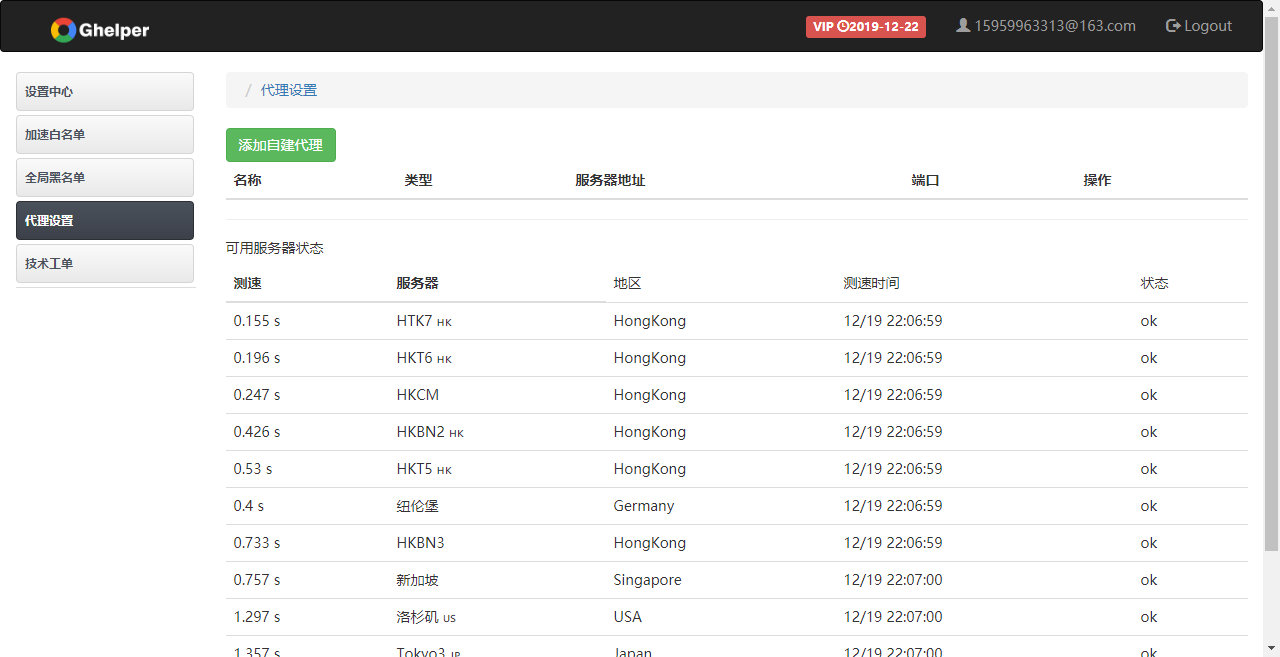 Ghelper
VIP 2019-12-22 15959963313@163.com Logout
设置中心
加速白名单
全局黑名单
代理设置
技术工单
/ 代理设置
添加自建代理
名称 类型 服务器地址 端口 操作
可用服务器状态
测速 服务器 地区 测速时间 状态
0.155 s HTK7 HK HongKong 12/19 22:06:59 ok
0.196 s HKT6 HK HongKong 12/19 22:06:59 ok
0.247 s HKCM HongKong 12/19 22:06:59 ok
0.426 s HKBN2 HK HongKong 12/19 22:06:59 ok
0.53 s HKT5 HK HongKong 12/19 22:06:59 ok
0.4 s 纽伦堡 Germany 12/19 22:06:59 ok
0.733 s HKBN3 HongKong 12/19 22:06:59 ok
0.757 s 新加坡 Singapore 12/19 22:07:00 ok
1.297 s 洛杉矶 US USA 12/19 22:07:00 ok
1.357 s Tokyo3 JP Japan 12/19 22:07:00 ok